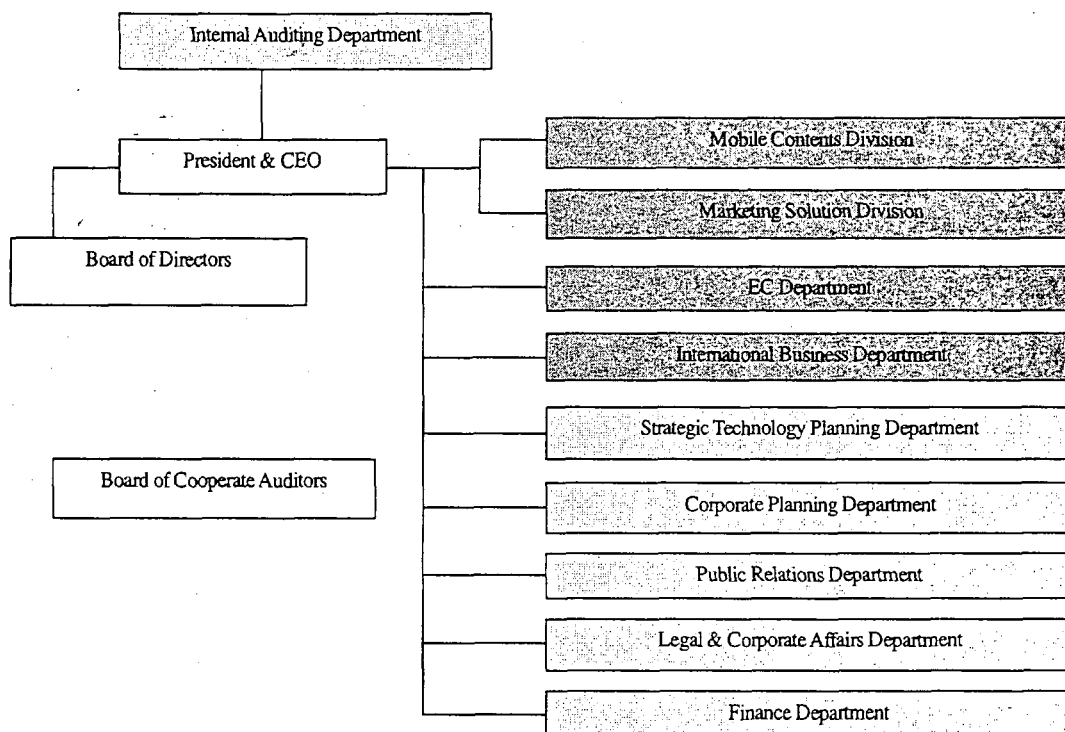 Internal Auditing Department
President & CEO
Board of Directors
Board of Cooperate Auditors
Mobile Contents Division
Marketing Solution Division
EC Department
International Business Department
Strategic Technology Planning Department
Corporate Planning Department
Public Relations Department
Legal & Corporate Affairs Department
Finance Department